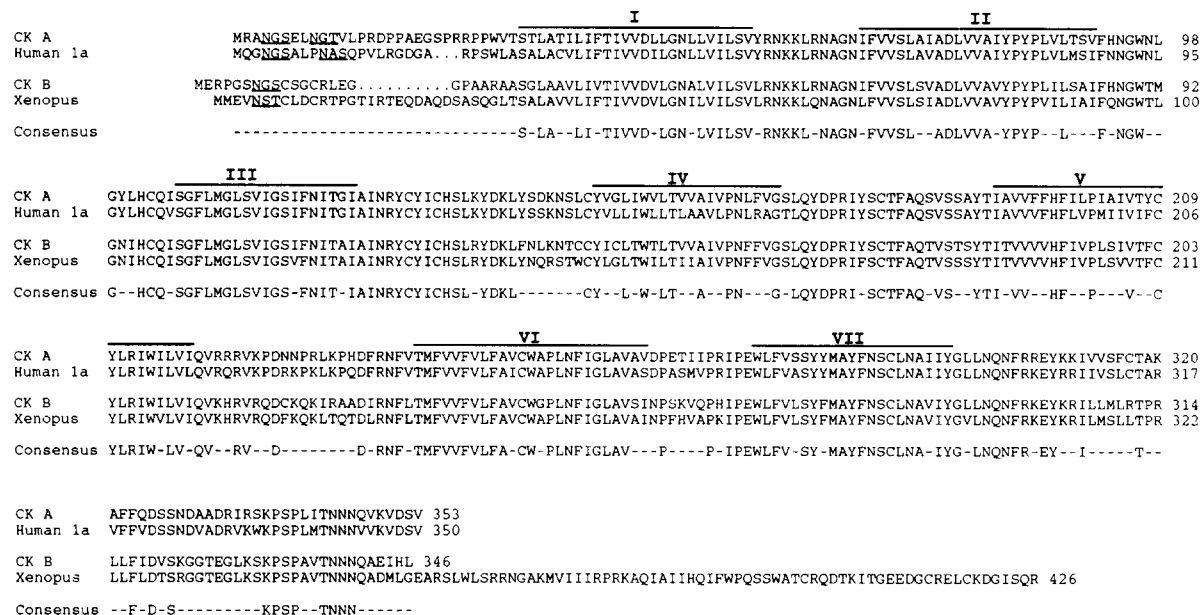 I II
CK A MRANGSELNGTVLPRDPPAEGSPRRPPWVTSTLATILIFTIVVDLLGNLLVILSVYRNKKLRNAGNIFVVSLAIADLVVAIYPYPLVLTSVFHNGWNL 98
Human 1a MQGNGSALPNASQPVLRGDGA...RPSWLASALACVLIFTIVVDILGNLLVILSVYRNKKLRNAGNIFVVSLAVADLVVAIYPYPLVLMSIFNNGWNL 95
CK B MERPGSNGSCSGCRLEG.........GPAARAASGLAAVLIVTIVVDVLGNALVILSVLRNKKLRNAGNIFVVSLSVADLVVAVYPYPLILSAIFHNGWTM 92
Xenopus MMEVNSTCLDCRTPGTIRTEQDAQDSASQGLTSALAVVLIFTIVVDVLGNILVILSVLRNKKLQNAGNLFVVSLSIADLVVAVYPYPVILIAIFQNGWTL 100
Consensus -----------------------------S-LA--LI-TIVVD-LGN-LVILSV-RNKKL-NAGN-FVVSL--ADLVVA-YPYP--L--F-NGW--
III IV V
CK A GYLHCQISGFLMGLSVIGSIFNITGIAINRYCYICHSLKYDKLYSDKNSLCYVGLIWVLTVVAIVPNLFVGSLQYDPRIYSCTFAQSVSSAYTIAVVFFHFILPIAIVTYC 209
Human 1a GYLHCQVSGFLMGLSVIGSIFNITGIAINRYCYICHSLKYDKLYSSKNSLCYVLLIWLLTLAAVLPNLRAGTLQYDPRIYSCTFAQSVSSAYTIAVVVFHFLVPMIIVIFC 206
CK B GNIHCQISGFLMGLSVIGSIFNITAIAINRYCYICHSLRYDKLFNLKNTCCYICLTWTLTVVAIVPNFFVGSLQYDPRIYSCTFAQTVSTSYTITVVVVHFIVPLSIVTFC 203
Xenopus GNIHCQISGFLMGLSVIGSVFNITAIAINRYCYICHSLRYDKLYNQRSTWCYLGLTWILTIIAIVPNFFVGSLQYDPRIFSCTFAQTVSSSYTITVVVVHFIVPLSVVTFC 211
Consensus G--HCQ-SGFLMGLSVIGS-FNIT-IAINRYCYICHSL-YDKL-------CY--L-W-LT--A--PN---G-LQYDPRI-SCTFAQ-VS--YTI-VV--HF--P---V--C
VI VII
CK A YLRIWILVIQVRRRVKPDNNPRLKPHDFRNFVTMFVVFVLFAVCWAPLNFIGLAVAVDPETIIPRIPEWLFVSSYYMAYFNSCLNAIIYGLLNQNFRREYKKIVVSFCTAK 320
Human 1a YLRIWILVLQVRQRVKPDRKPKLKPQDFRNFVTMFVVFVLFAICWAPLNFIGLAVASDPASMVPRIPEWLFVASYYMAYFNSCLNAIIYGLLNQNFRKEYRRIIVSLCTAR 317
CK B YLRIWILVIQVKHRVRQDCKQKIRAADIRNFLTMFVVFVLFAVCWGPLNFIGLAVSINPSKVQPHIPEWLFVLSYFMAYFNSCLNAVIYGLLNQNFRKEYKRILLMLRTPR 314
Xenopus YLRIWVLVIQVKHRVRQDFKQKLTQTDLRNFLTMFVVFVLFAVCWAPLNFIGLAVAINPFHVAPKIPEWLFVLSYFMAYFNSCLNAVIYGVLNQNFRKEYKRILMSLLTPR 322
Consensus YLRIW-LV-QV--RV--D--------D-RNF-TMFVVFVLFA-CW-PLNFIGLAV---P----P-IPEWLFV-SY-MAYFNSCLNA-IYG-LNQNFR-EY--I----T--
CK A AFFQDSSNDAADRIRSKPSPLITNNNQVKVDSV 353
Human 1a VFFVDSSNDVADRVKWKPSPLMTNNNVVKVDSV 350
CK B LLFIDVSKGGTEGLKSKPSPAVTNNNQAEIHL 346
Xenopus LLFLDTSRGGTEGLKSKPSPAVTNNNQADMLGEARSLWLSRRNGAKMVIIIRPRKAQIAIIHQIFWPQSSWATCRQDTKITGEEDGCRELCKDGISQR 426
Consensus --F-D-S---------KPSP--TNNN------